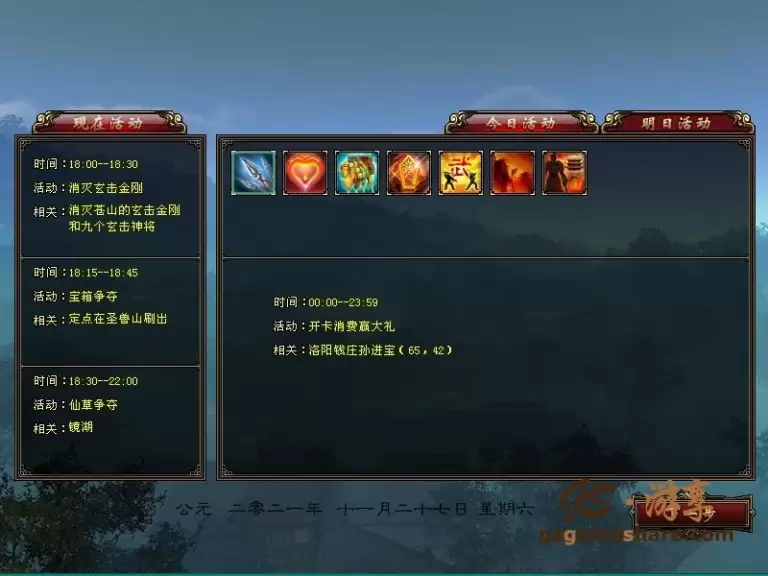 现在活动
今日活动
明日活动
时间：18:00--18:30
活动：消灭玄击金刚
相关：消灭苍山的玄击金刚
和九个玄击神将
时间：18:15--18:45
活动：宝箱争夺
相关：定点在圣兽山刷出
时间：18:30--22:00
活动：仙草争夺
相关：镜湖
武
时间：00:00--23:59
活动：开卡消费赢大礼
相关：洛阳钱庄孙进宝（65，42）
公元 二零二一年 十一月二十七日 星期六
·游享